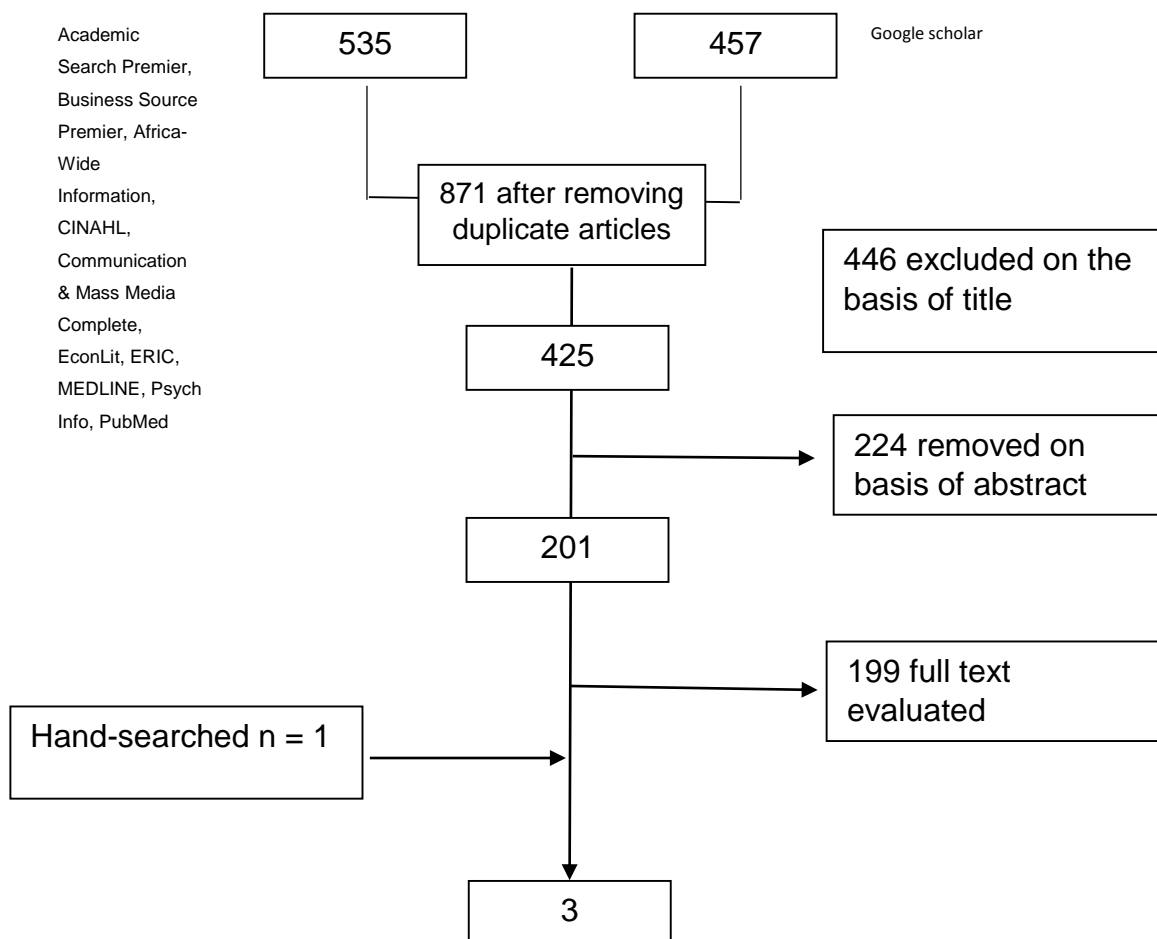 Academic
Search Premier,
Business Source
Premier, Africa-
Wide
Information,
CINAHL,
Communication
& Mass Media
Complete,
EconLit, ERIC,
MEDLINE, Psych
Info, PubMed
535
457
Google scholar
871 after removing
duplicate articles
446 excluded on the
basis of title
425
224 removed on
basis of abstract
201
199 full text
evaluated
Hand-searched n = 1
3